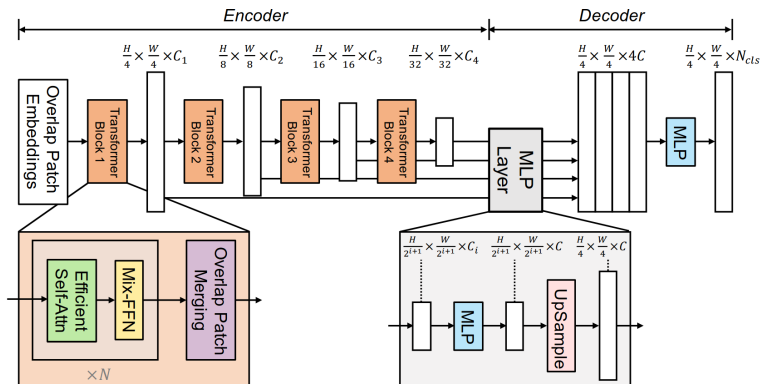 Encoder
Decoder
H/4 × W/4 × C₁
H/8 × W/8 × C₂
H/16 × W/16 × C₃
H/32 × W/32 × C₄
H/4 × W/4 × 4C
H/4 × W/4 × N_cls
Overlap Patch
Embeddings
Transformer
Block 1
Transformer
Block 2
Transformer
Block 3
Transformer
Block 4
MLP
Layer
MLP
Efficient
Self-Attn
Mix-FFN
Overlap Patch
Merging
×N
H/2^{i+1} × W/2^{i+1} × C_i
H/2^{i+1} × W/2^{i+1} × C
H/4 × W/4 × C
MLP
UpSample